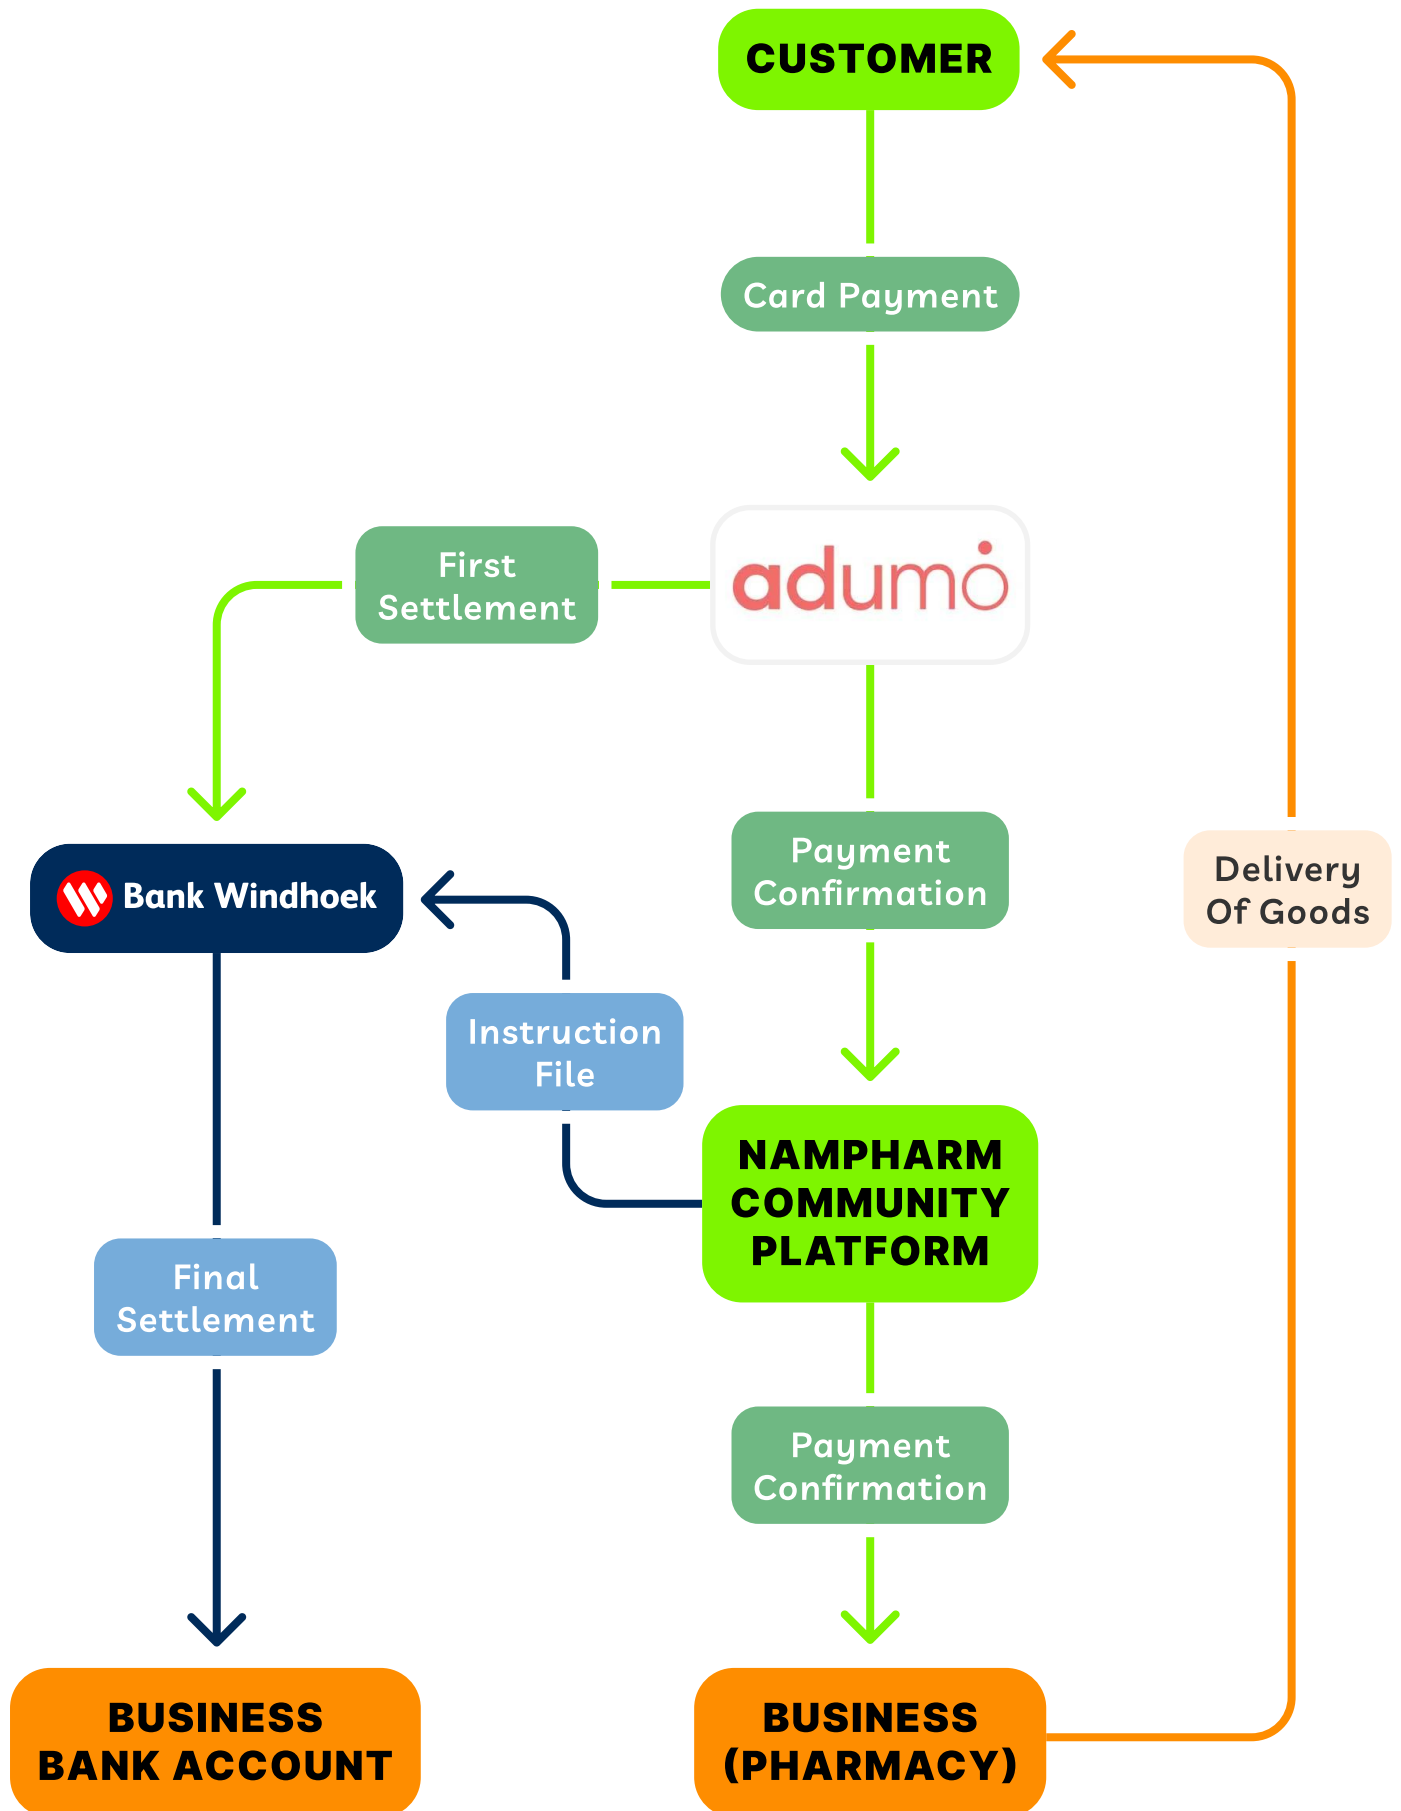 CUSTOMER
Card Payment
First
Settlement
adumo
Payment
Confirmation
Delivery
Of Goods
Bank Windhoek
Instruction
File
NAMPHARM
COMMUNITY
PLATFORM
Final
Settlement
Payment
Confirmation
BUSINESS
BANK ACCOUNT
BUSINESS
(PHARMACY)